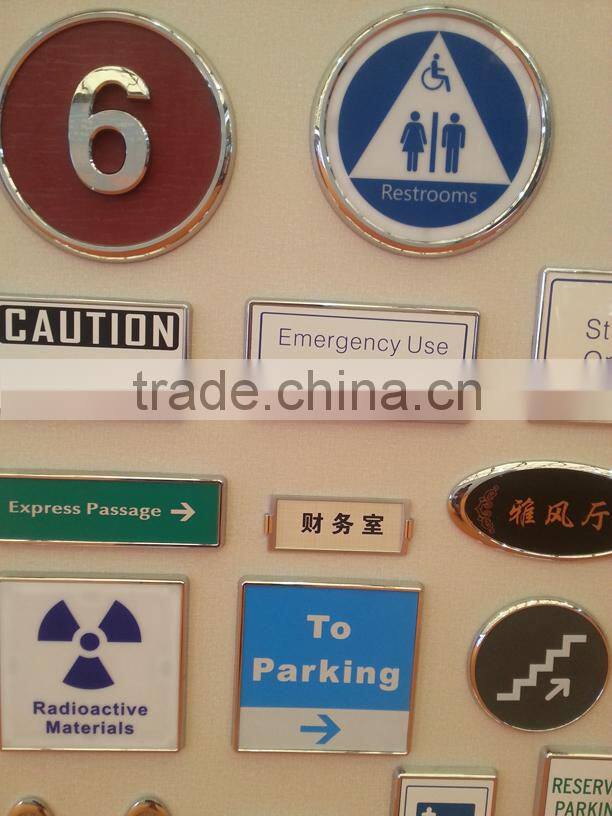 6
Restrooms
CAUTION
Emergency Use
St
trade.china.cn
Express Passage
财务室
雅风厅
Radioactive
Materials
To
Parking
RESERV
PARKIN